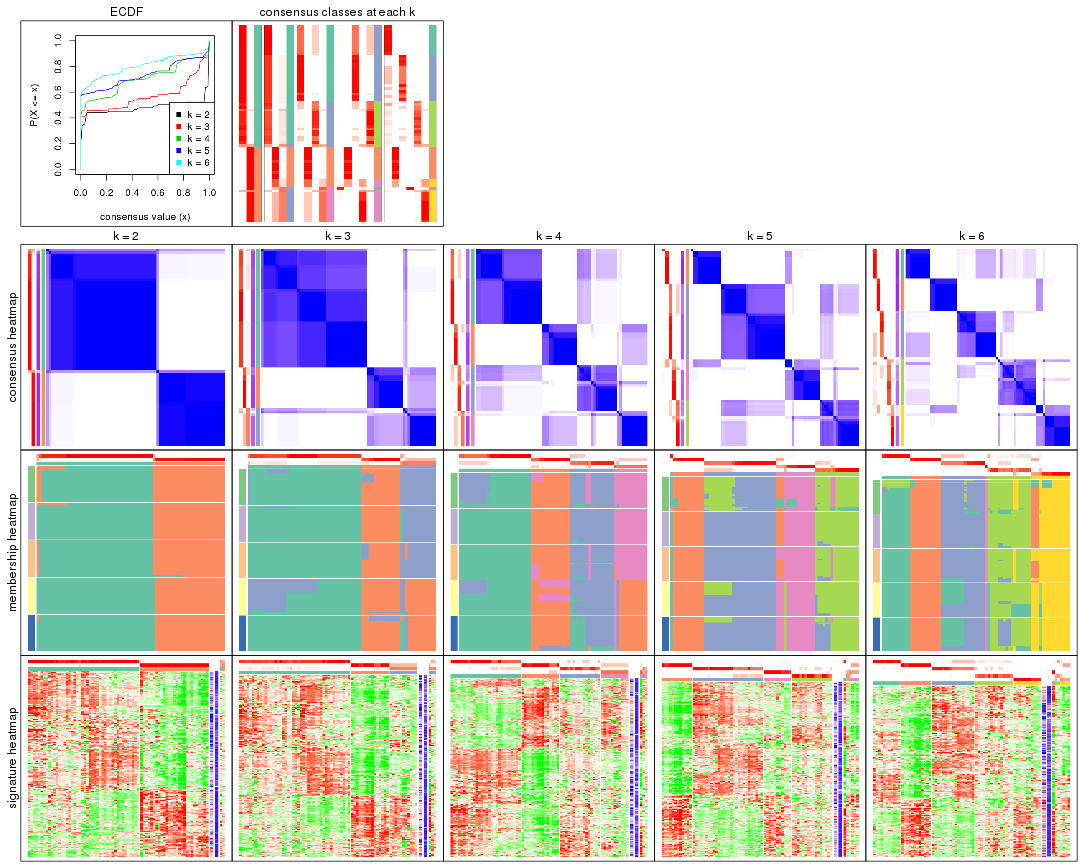 ECDF
consensus classes at each k
P(X <= x)
0.0 0.2 0.4 0.6 0.8 1.0
k = 2
k = 3
k = 4
k = 5
k = 6
0.0 0.2 0.4 0.6 0.8 1.0
consensus value (x)
k = 2
k = 3
k = 4
k = 5
k = 6
consensus heatmap
membership heatmap
signature heatmap